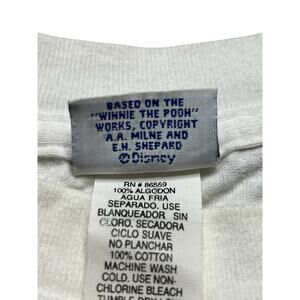 BASED ON THE
"WINNIE THE POOH"
WORKS, COPYRIGHT
A.A. MILNE AND
E.H. SHEPARD
©Disney
RN # 86559
100% ALGODON
AGUA FRIA
SEPARADO. USE
BLANQUEADOR SIN
CLORO. SECADORA
CICLO SUAVE
NO PLANCHAR
100% COTTON
MACHINE WASH
COLD. USE NON-
CHLORINE BLEACH